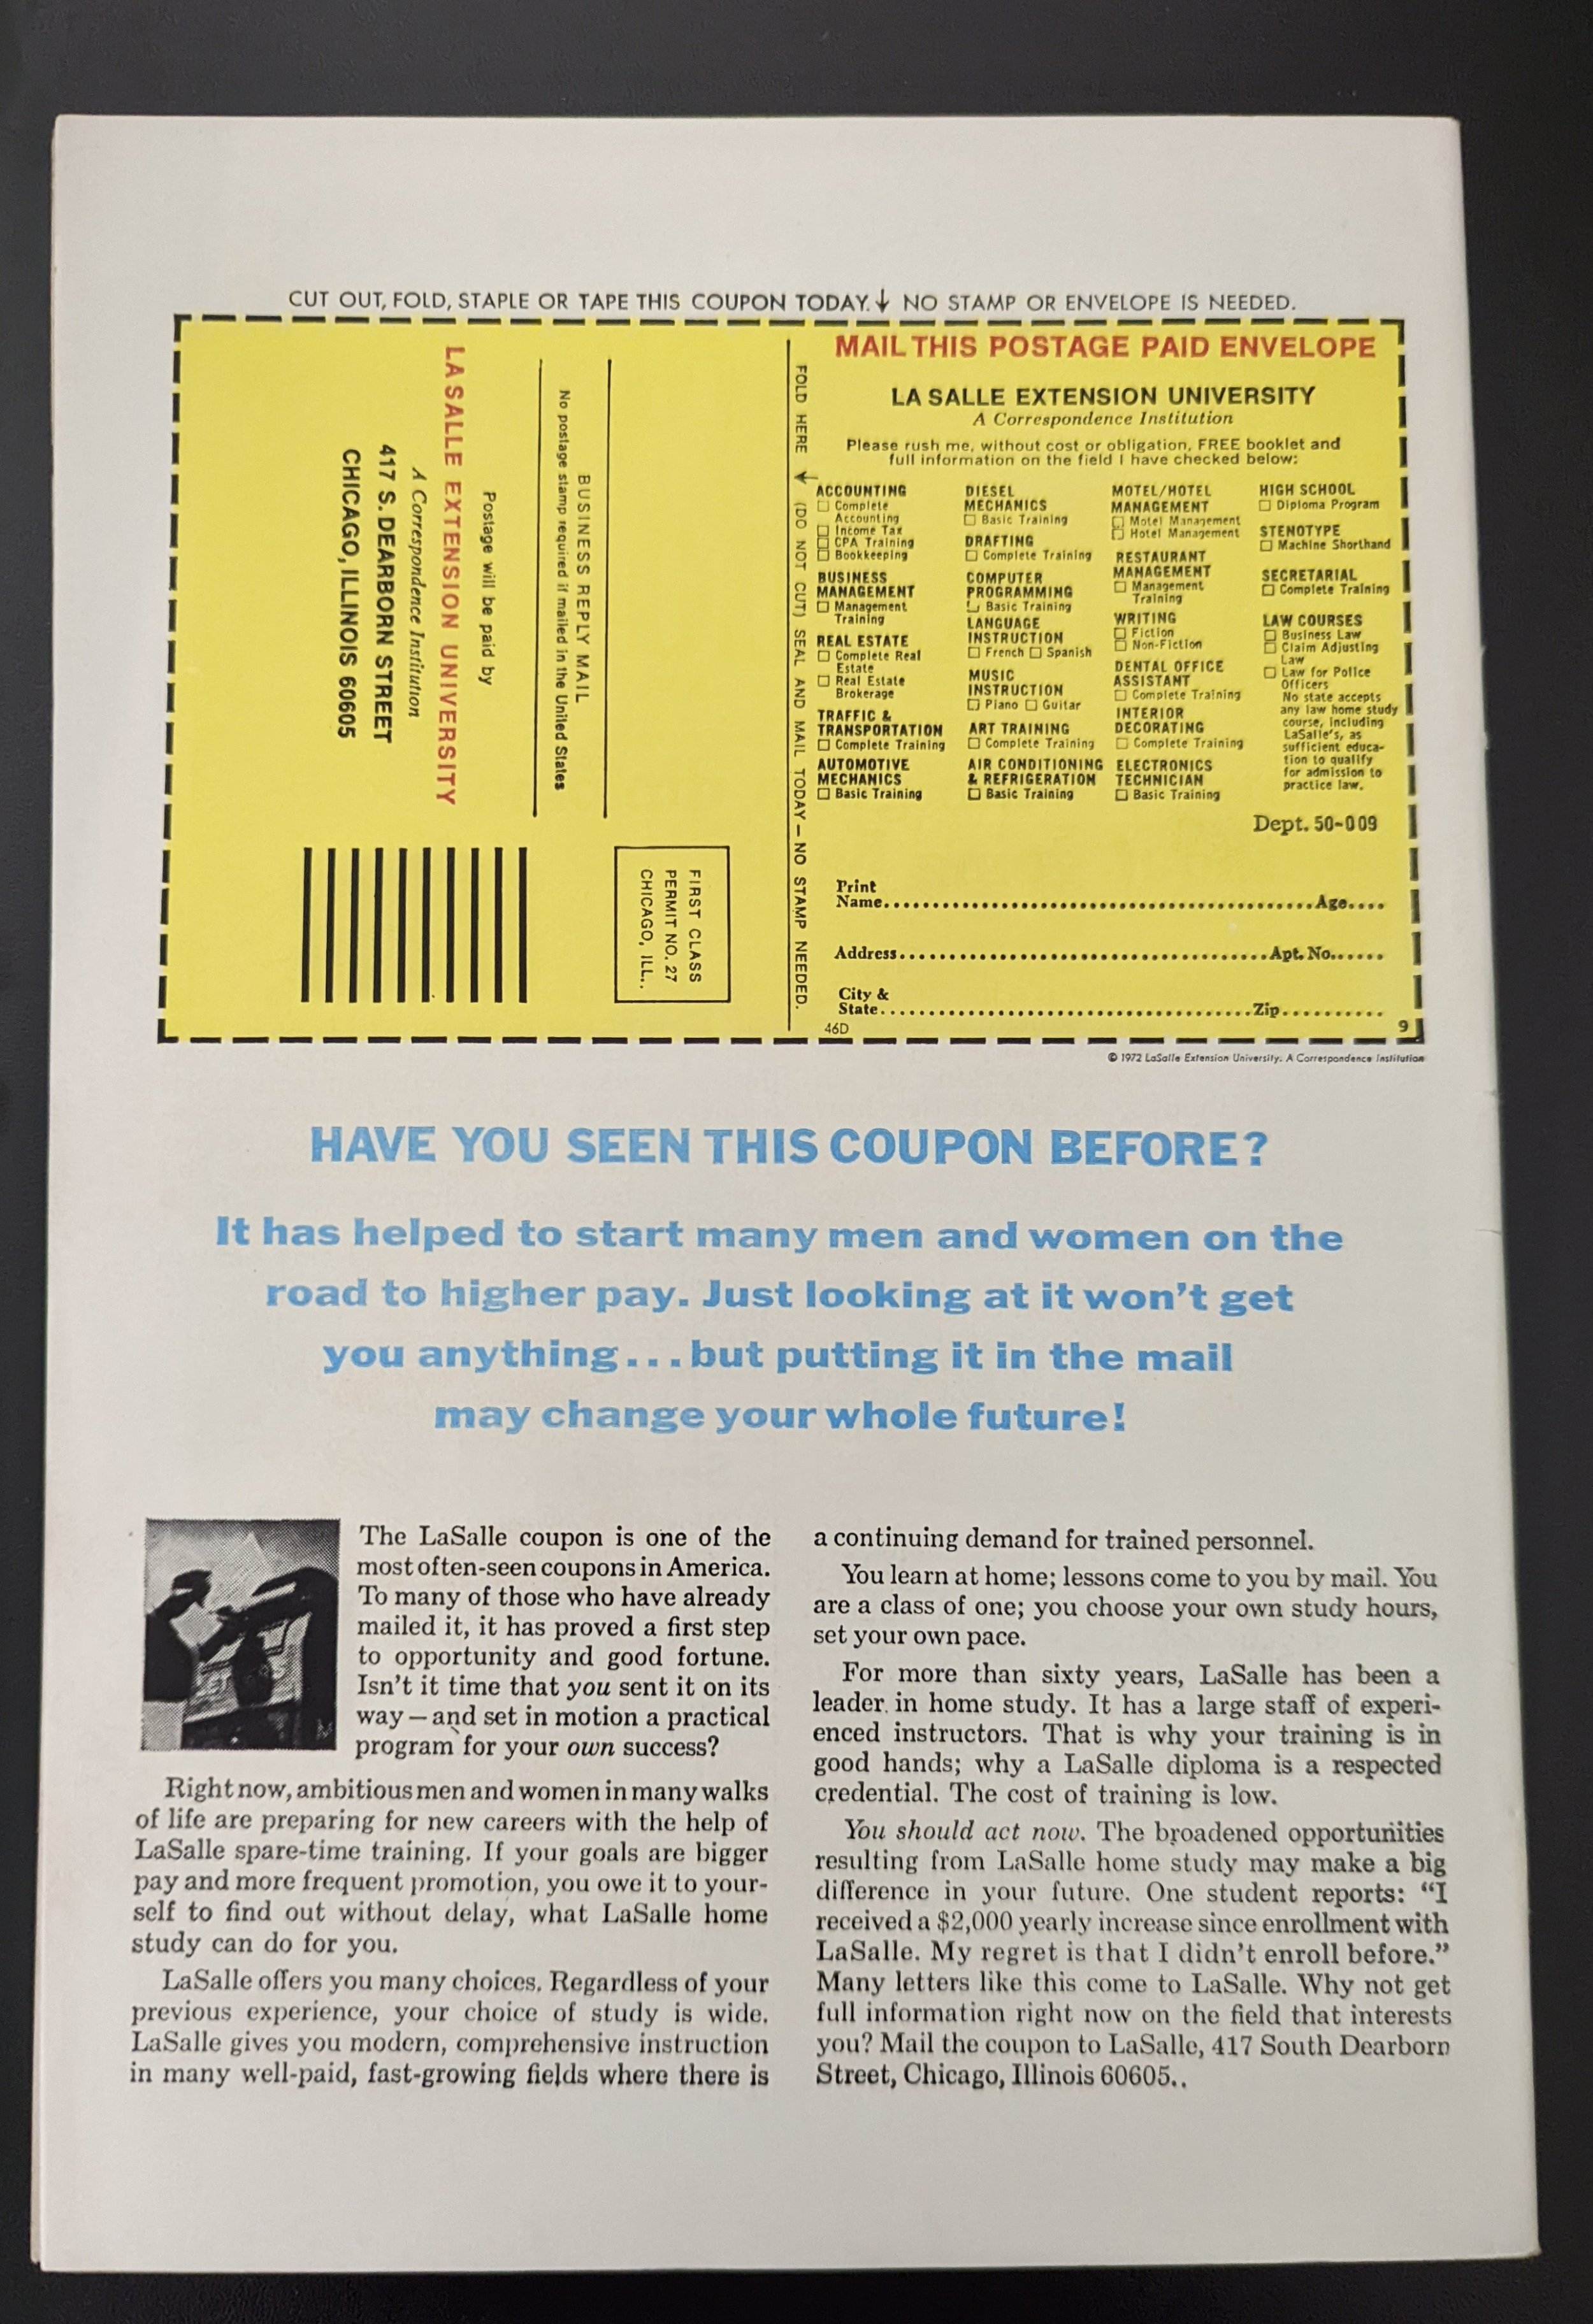 CUT OUT, FOLD, STAPLE OR TAPE THIS COUPON TODAY. ↓ NO STAMP OR ENVELOPE IS NEEDED.
BUSINESS REPLY MAIL
No postage stamp required if mailed in the United States
Postage will be paid by
LA SALLE EXTENSION UNIVERSITY
A Correspondence Institution
417 S. DEARBORN STREET
CHICAGO, ILLINOIS 60605
FIRST CLASS
PERMIT NO. 27
CHICAGO, ILL..
FOLD HERE ↓ (DO NOT CUT) SEAL AND MAIL TODAY — NO STAMP NEEDED.
MAIL THIS POSTAGE PAID ENVELOPE
LA SALLE EXTENSION UNIVERSITY
A Correspondence Institution
Please rush me, without cost or obligation, FREE booklet and
full information on the field I have checked below:
ACCOUNTING
☐ Complete
Accounting
☐ Income Tax
☐ CPA Training
☐ Bookkeeping
BUSINESS
MANAGEMENT
☐ Management
Training
REAL ESTATE
☐ Complete Real
Estate
☐ Real Estate
Brokerage
TRAFFIC &
TRANSPORTATION
☐ Complete Training
AUTOMOTIVE
MECHANICS
☐ Basic Training
DIESEL
MECHANICS
☐ Basic Training
DRAFTING
☐ Complete Training
COMPUTER
PROGRAMMING
☐ Basic Training
LANGUAGE
INSTRUCTION
☐ French ☐ Spanish
MUSIC
INSTRUCTION
☐ Piano ☐ Guitar
ART TRAINING
☐ Complete Training
AIR CONDITIONING
& REFRIGERATION
☐ Basic Training
MOTEL/HOTEL
MANAGEMENT
☐ Motel Management
☐ Hotel Management
RESTAURANT
MANAGEMENT
☐ Management
Training
WRITING
☐ Fiction
☐ Non-Fiction
DENTAL OFFICE
ASSISTANT
☐ Complete Training
INTERIOR
DECORATING
☐ Complete Training
ELECTRONICS
TECHNICIAN
☐ Basic Training
HIGH SCHOOL
☐ Diploma Program
STENOTYPE
☐ Machine Shorthand
SECRETARIAL
☐ Complete Training
LAW COURSES
☐ Business Law
☐ Claim Adjusting
Law
☐ Law for Police
Officers
No state accepts
any law home study
course, including
LaSalle's, as
sufficient educa-
tion to qualify
for admission to
practice law.
Dept. 50-009
Print
Name.....Age....
Address.....Apt. No......
City &
State.....Zip..........
46D 9
© 1972 LaSalle Extension University. A Correspondence Institution
HAVE YOU SEEN THIS COUPON BEFORE?
It has helped to start many men and women on the
road to higher pay. Just looking at it won't get
you anything...but putting it in the mail
may change your whole future!
The LaSalle coupon is one of the
most often-seen coupons in America.
To many of those who have already
mailed it, it has proved a first step
to opportunity and good fortune.
Isn't it time that you sent it on its
way — and set in motion a practical
program for your own success?
Right now, ambitious men and women in many walks
of life are preparing for new careers with the help of
LaSalle spare-time training. If your goals are bigger
pay and more frequent promotion, you owe it to your-
self to find out without delay, what LaSalle home
study can do for you.
LaSalle offers you many choices. Regardless of your
previous experience, your choice of study is wide.
LaSalle gives you modern, comprehensive instruction
in many well-paid, fast-growing fields where there is
a continuing demand for trained personnel.
You learn at home; lessons come to you by mail. You
are a class of one; you choose your own study hours,
set your own pace.
For more than sixty years, LaSalle has been a
leader in home study. It has a large staff of experi-
enced instructors. That is why your training is in
good hands; why a LaSalle diploma is a respected
credential. The cost of training is low.
You should act now. The broadened opportunities
resulting from LaSalle home study may make a big
difference in your future. One student reports: "I
received a $2,000 yearly increase since enrollment with
LaSalle. My regret is that I didn't enroll before."
Many letters like this come to LaSalle. Why not get
full information right now on the field that interests
you? Mail the coupon to LaSalle, 417 South Dearborn
Street, Chicago, Illinois 60605..